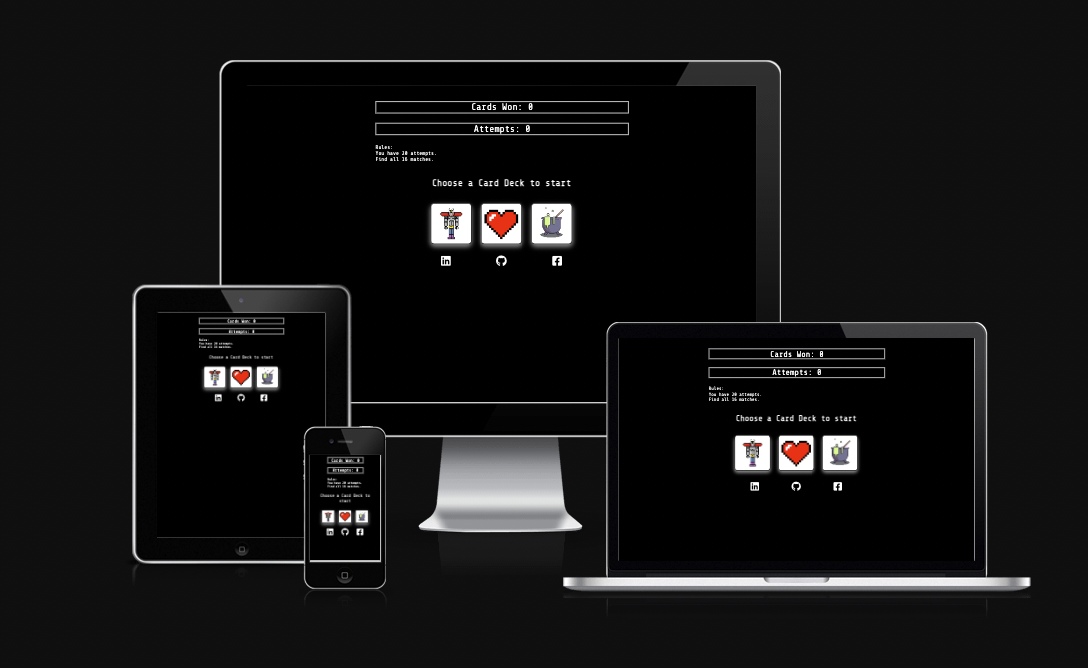 Cards Won: 0
Attempts: 0
Rules:
You have 20 attempts.
Find all 16 matches.
Choose a Card Deck to start
Cards Won: 0
Attempts: 0
Rules:
You have 20 attempts.
Find all 16 matches.
Choose a Card Deck to start
Cards Won: 0
Attempts: 0
Rules:
You have 20 attempts.
Find all 16 matches.
Choose a Card Deck to
start
Cards Won: 0
Attempts: 0
Rules:
You have 20 attempts.
Find all 16 matches.
Choose a Card Deck to start